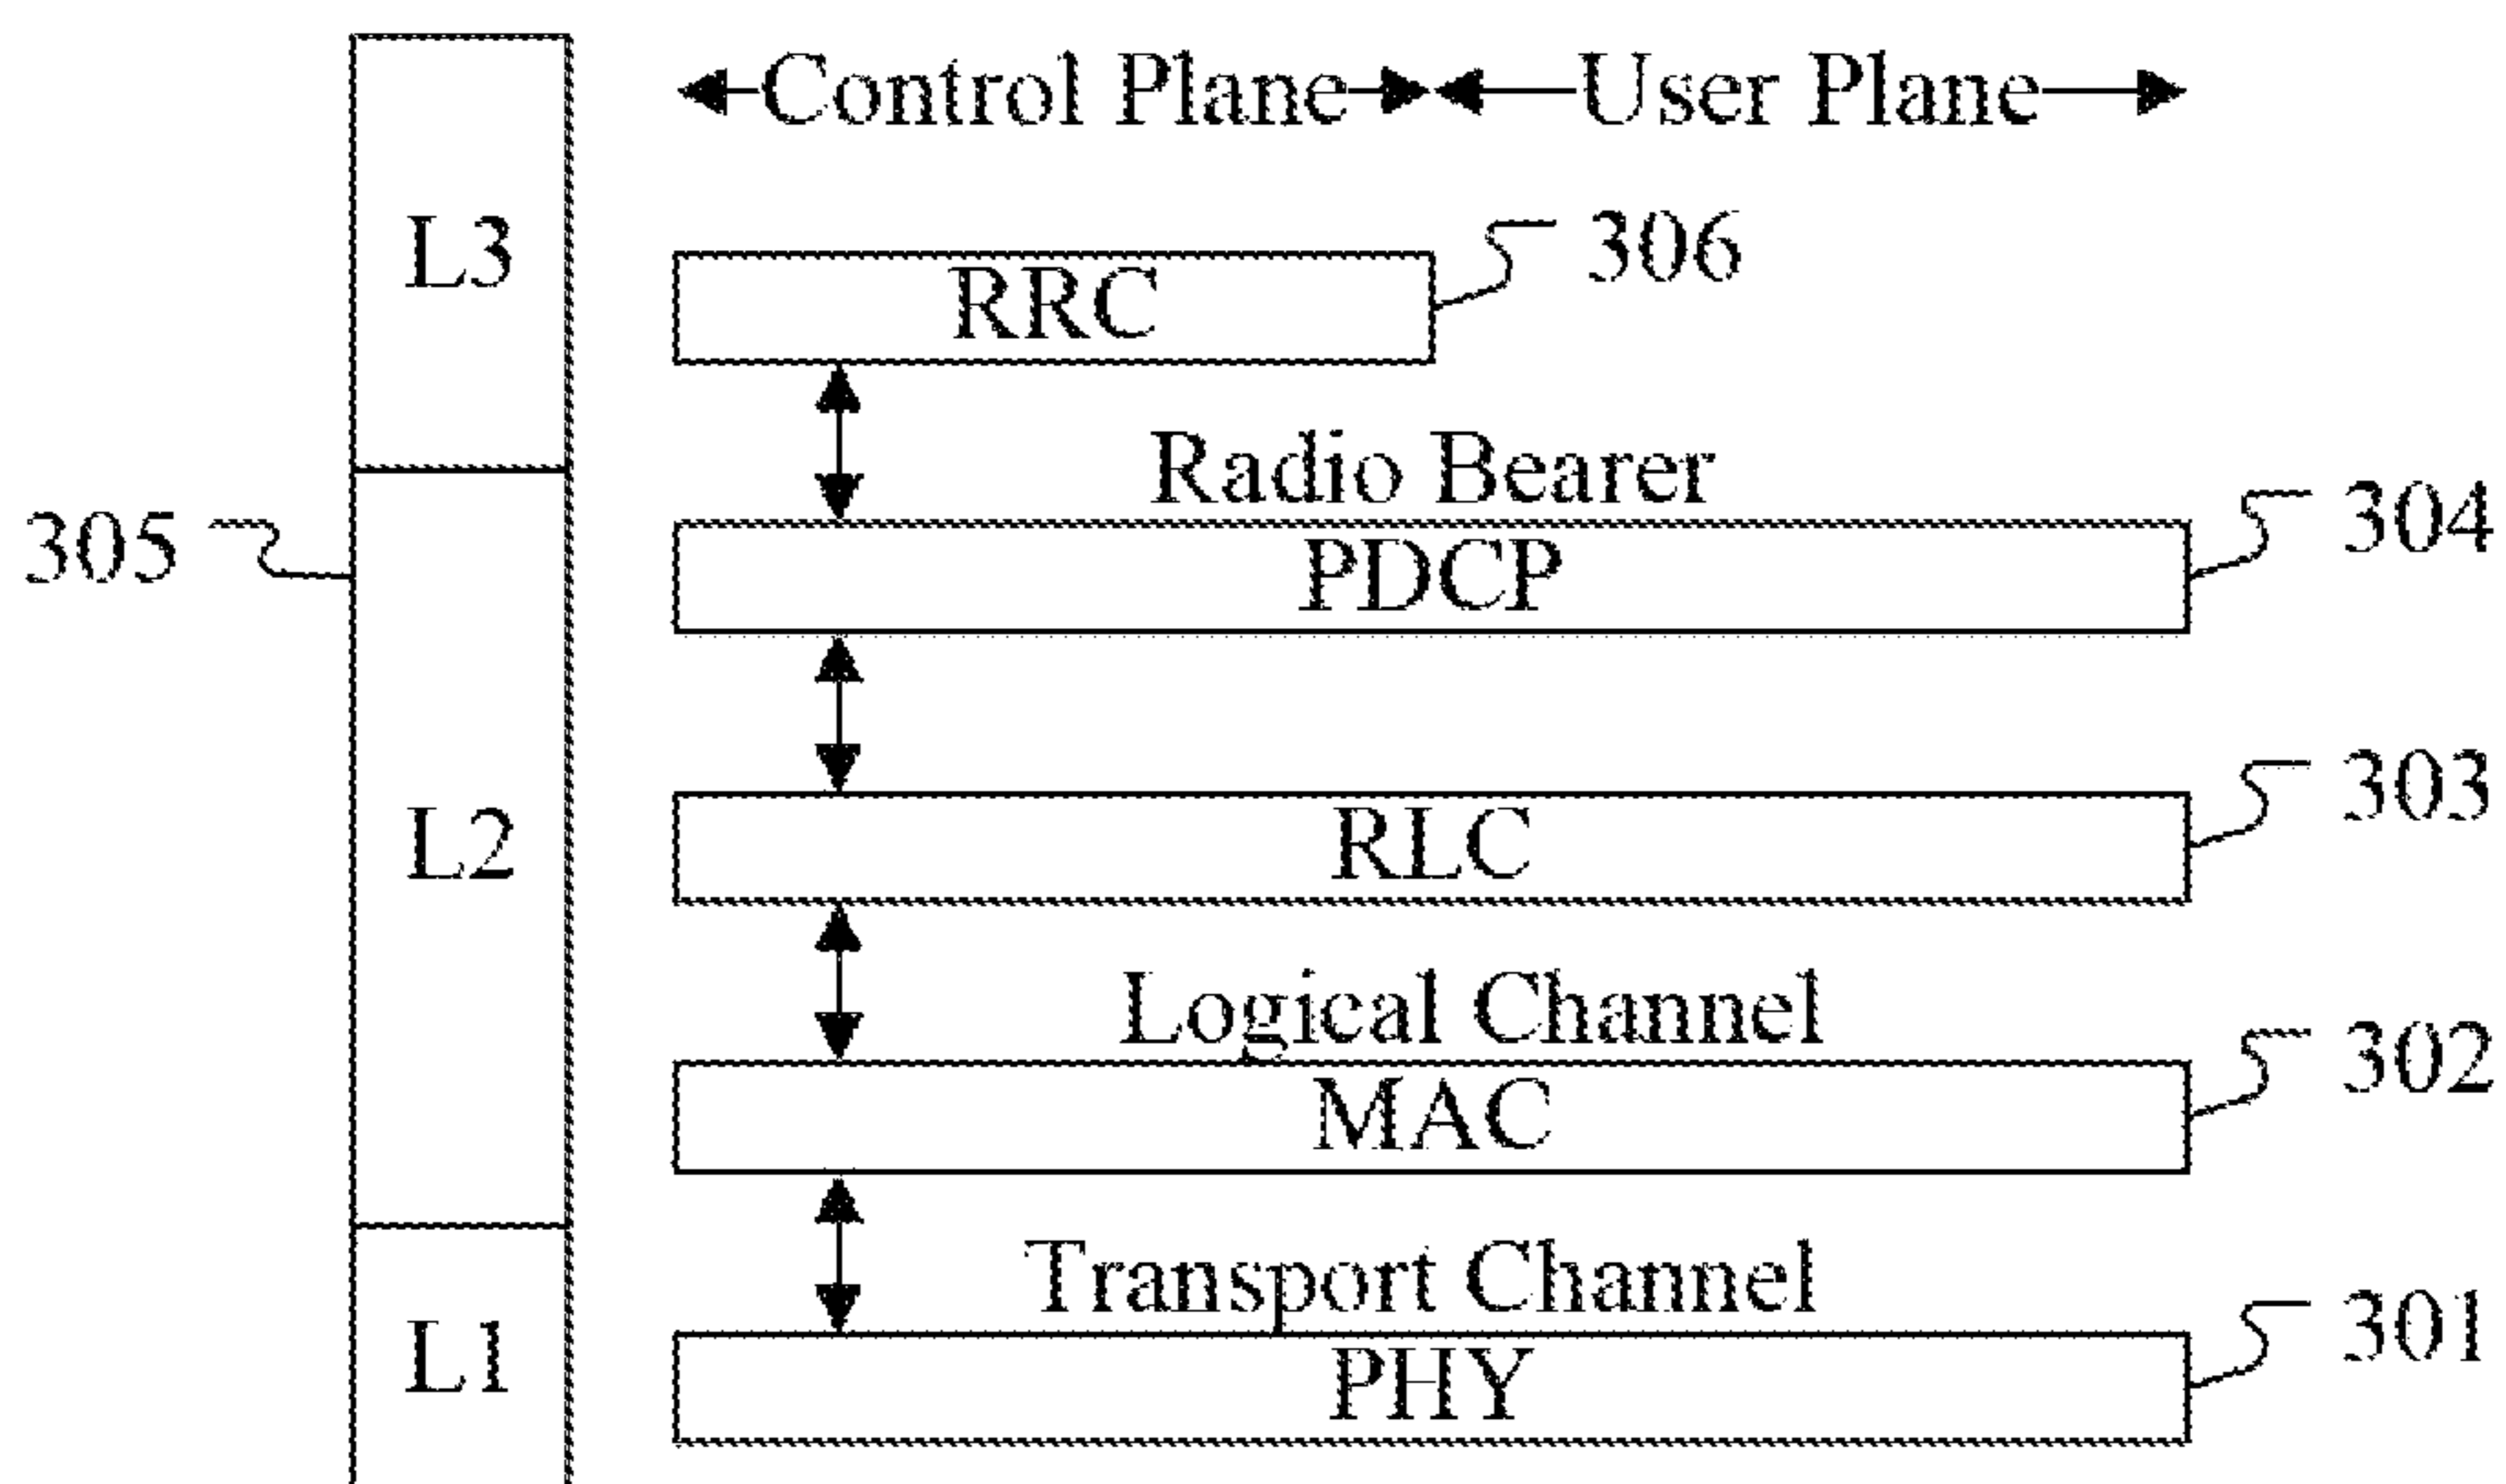 Control Plane User Plane
L3
RRC
306
Radio Bearer
305
PDCP
304
L2
RLC
303
Logical Channel
MAC
302
Transport Channel
L1
PHY
301